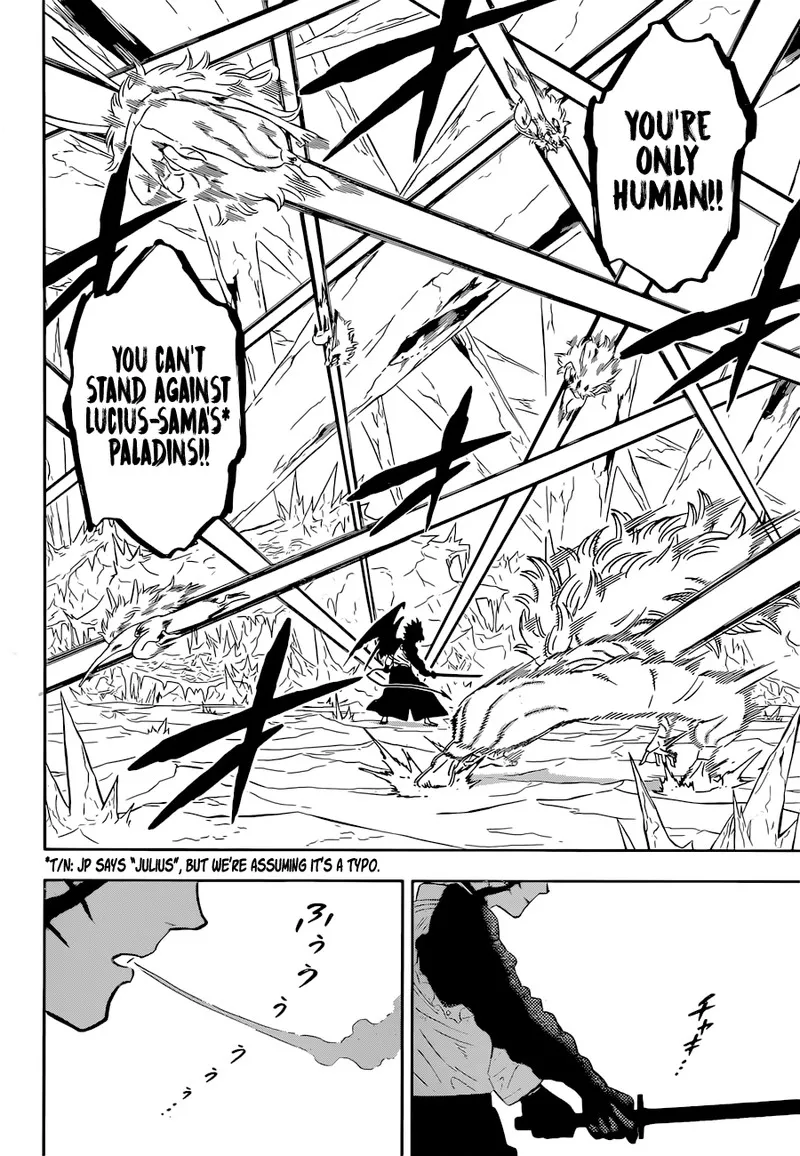 YOU'RE
ONLY
HUMAN!!
YOU CAN'T
STAND AGAINST
LUCIUS-SAMA'S*
PALADINS!!
*T/N: JP SAYS "JULIUS", BUT WE'RE ASSUMING IT'S A TYPO.
チャキ…
ふぅぅぅぅぅ…